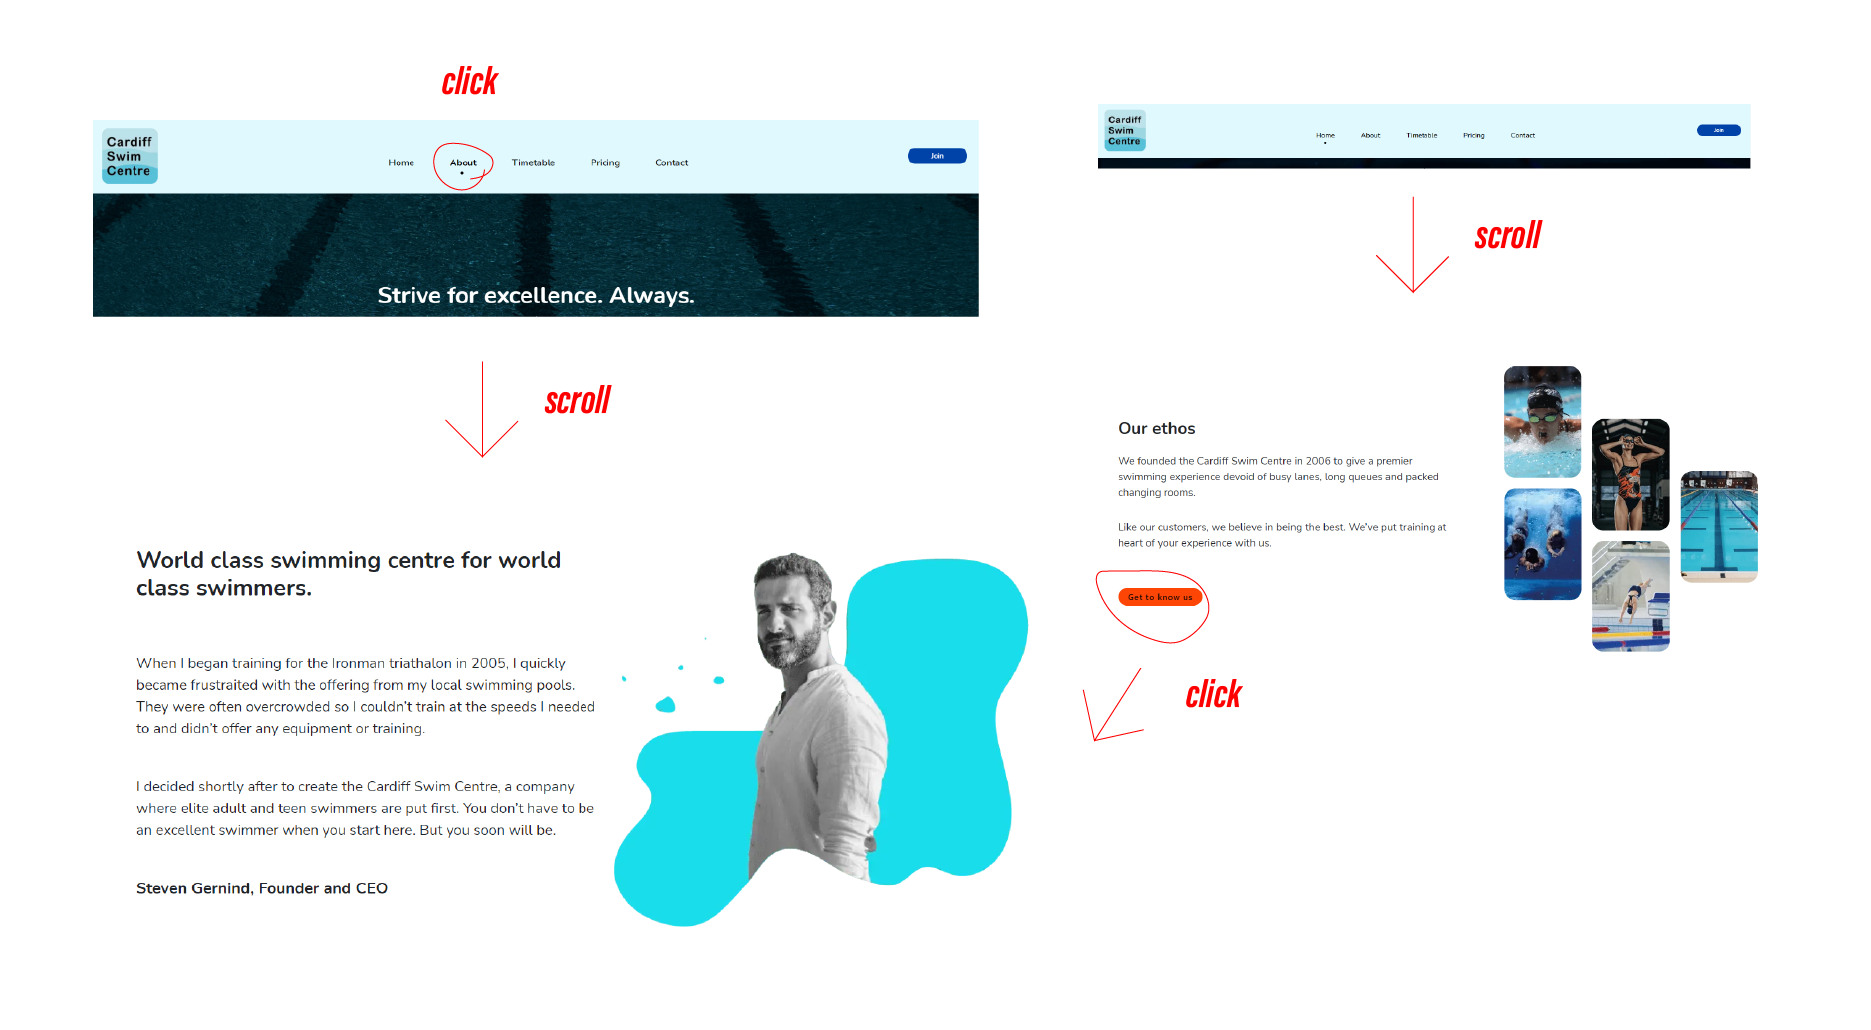 click
Cardiff
Swim
Centre
Home About Timetable Pricing Contact
Join
Strive for excellence. Always.
scroll
World class swimming centre for world
class swimmers.
When I began training for the Ironman triathalon in 2005, I quickly
became frustraited with the offering from my local swimming pools.
They were often overcrowded so I couldn't train at the speeds I needed
to and didn't offer any equipment or training.
I decided shortly after to create the Cardiff Swim Centre, a company
where elite adult and teen swimmers are put first. You don't have to be
an excellent swimmer when you start here. But you soon will be.
Steven Gernind, Founder and CEO
Cardiff
Swim
Centre
Home About Timetable Pricing Contact
Join
scroll
Our ethos
We founded the Cardiff Swim Centre in 2006 to give a premier
swimming experience devoid of busy lanes, long queues and packed
changing rooms.
Like our customers, we believe in being the best. We've put training at
heart of your experience with us.
Get to know us
click